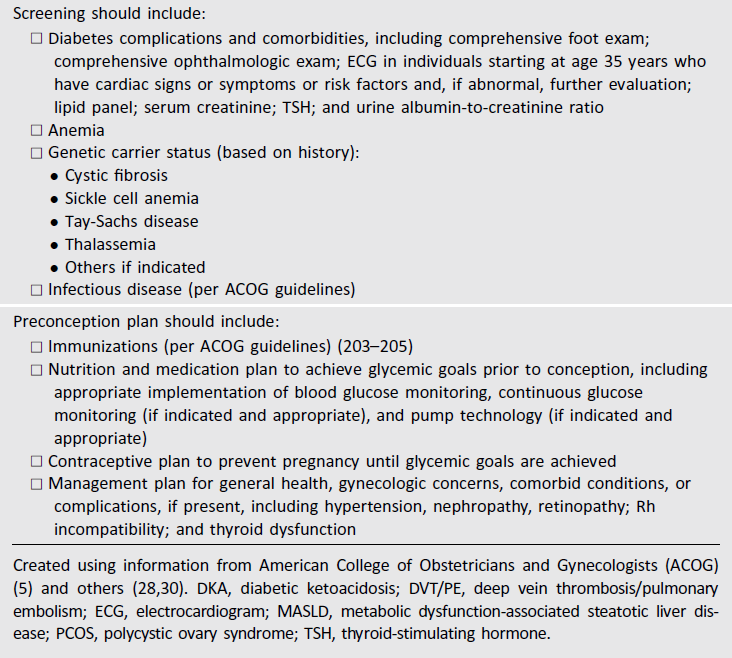 Screening should include:
□ Diabetes complications and comorbidities, including comprehensive foot exam;
comprehensive ophthalmologic exam; ECG in individuals starting at age 35 years who
have cardiac signs or symptoms or risk factors and, if abnormal, further evaluation;
lipid panel; serum creatinine; TSH; and urine albumin-to-creatinine ratio
□ Anemia
□ Genetic carrier status (based on history):
● Cystic fibrosis
● Sickle cell anemia
● Tay-Sachs disease
● Thalassemia
● Others if indicated
□ Infectious disease (per ACOG guidelines)
Preconception plan should include:
□ Immunizations (per ACOG guidelines) (203–205)
□ Nutrition and medication plan to achieve glycemic goals prior to conception, including
appropriate implementation of blood glucose monitoring, continuous glucose
monitoring (if indicated and appropriate), and pump technology (if indicated and
appropriate)
□ Contraceptive plan to prevent pregnancy until glycemic goals are achieved
□ Management plan for general health, gynecologic concerns, comorbid conditions, or
complications, if present, including hypertension, nephropathy, retinopathy; Rh
incompatibility; and thyroid dysfunction
Created using information from American College of Obstetricians and Gynecologists (ACOG)
(5) and others (28,30). DKA, diabetic ketoacidosis; DVT/PE, deep vein thrombosis/pulmonary
embolism; ECG, electrocardiogram; MASLD, metabolic dysfunction-associated steatotic liver dis-
ease; PCOS, polycystic ovary syndrome; TSH, thyroid-stimulating hormone.